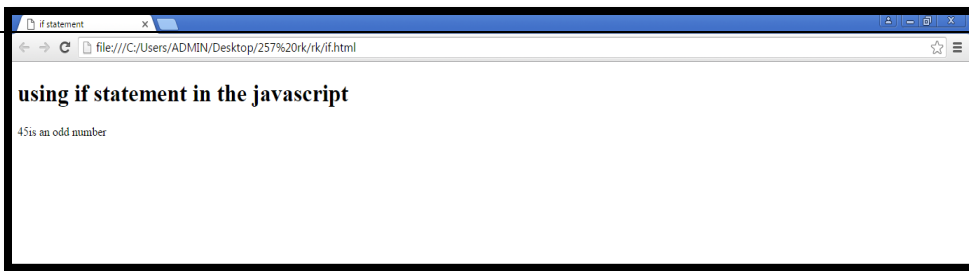 if statement
file:///C:/Users/ADMIN/Desktop/257%20rk/rk/if.html
using if statement in the javascript
45is an odd number